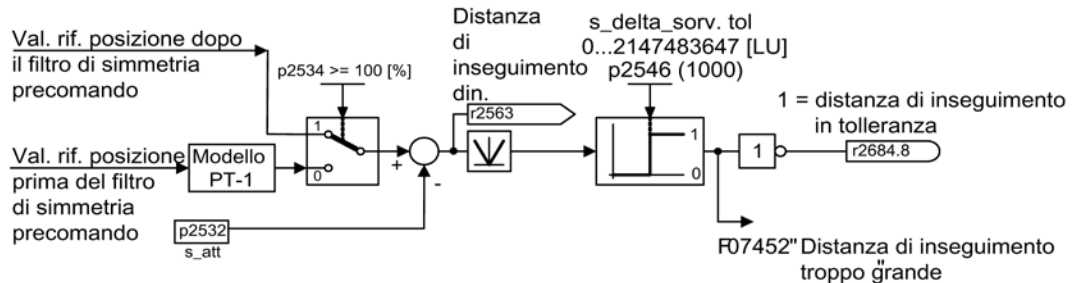 Val. rif. posizione dopo
il filtro di simmetria
precomando
p2534 >= 100 [%]
Distanza
di
inseguimento
din.
r2563
s_delta_sorv. tol
0...2147483647 [LU]
p2546 (1000)
1 = distanza di inseguimento
in tolleranza
r2684.8
1
0
+
-
1
0
1
Val. rif. posizione
prima del filtro
di simmetria
precomando
Modello
PT-1
p2532
s_att
F07452"Distanza di inseguimento
troppo grande"